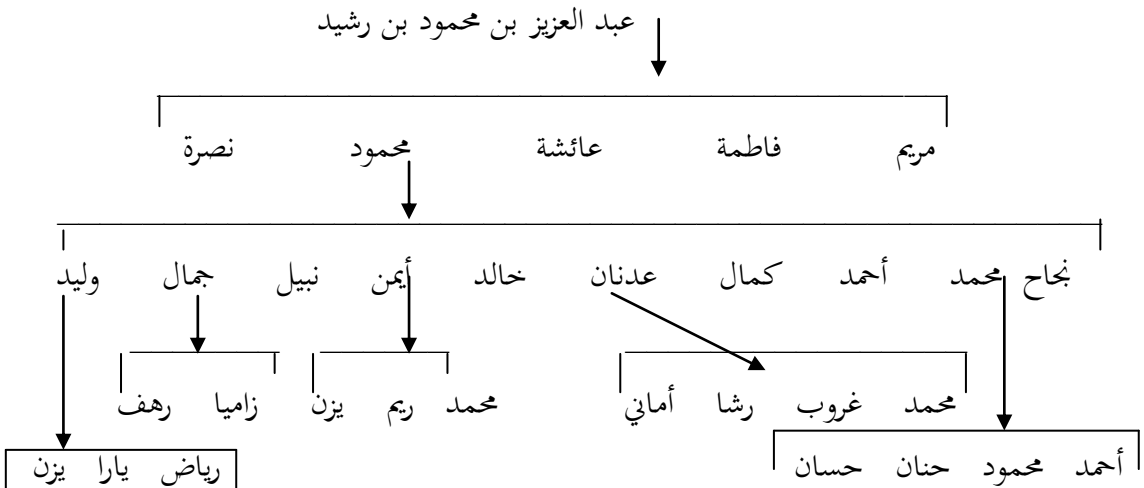 عبد العزيز بن محمود بن رشيد
مريم فاطمة عائشة محمود نصرة
نجاح محمد أحمد كمال عدنان خالد أيمن نبيل جمال وليد
محمد غروب رشا أماني محمد ريم يزن زاميا رهف
أحمد محمود حنان حسان رياض يارا يزن